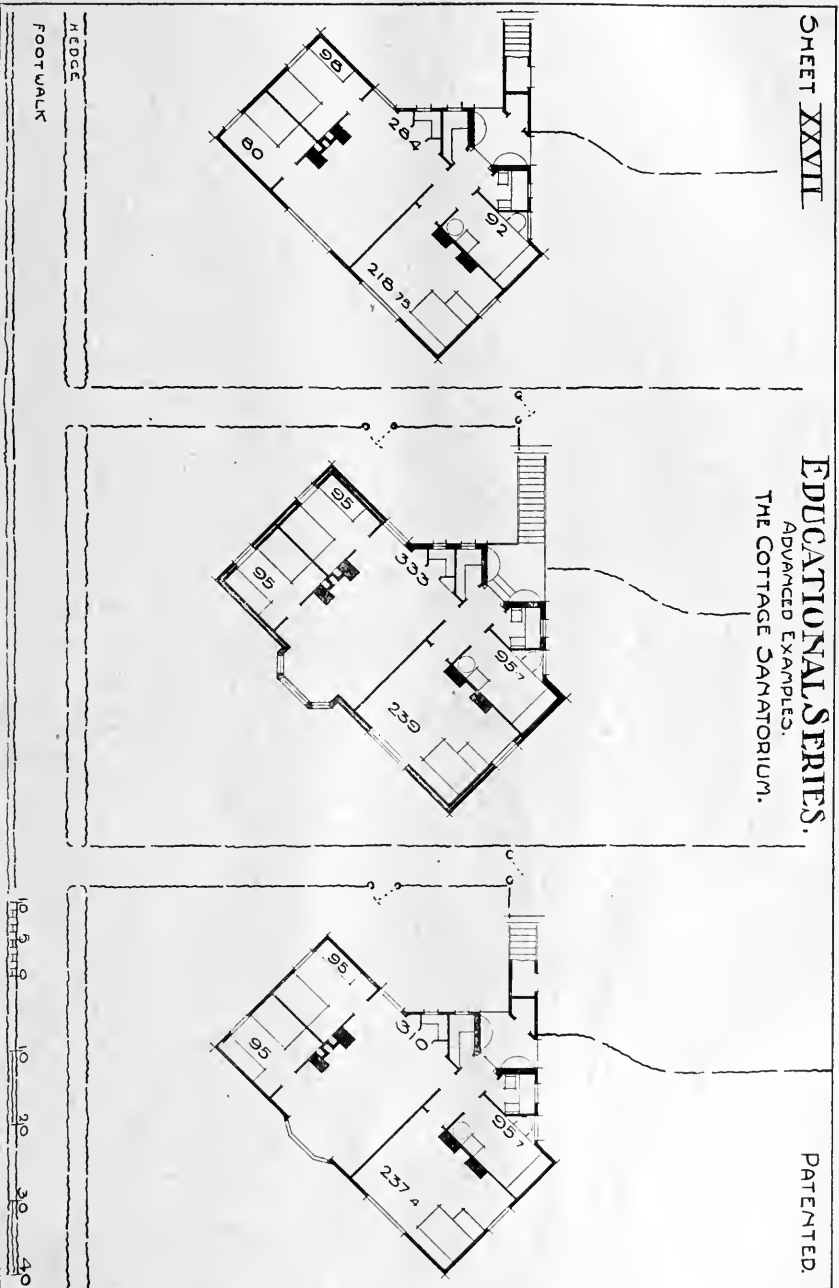 SHEET XXVII
EDUCATIONAL SERIES.
ADVANCED EXAMPLES.
THE COTTAGE SANATORIUM.
PATENTED.
98
80
284
92
218.75
95
95
333
95.7
239
95
95
310
95.7
237.4
HEDGE
FOOTWALK
10 5 0 10 20 30 40